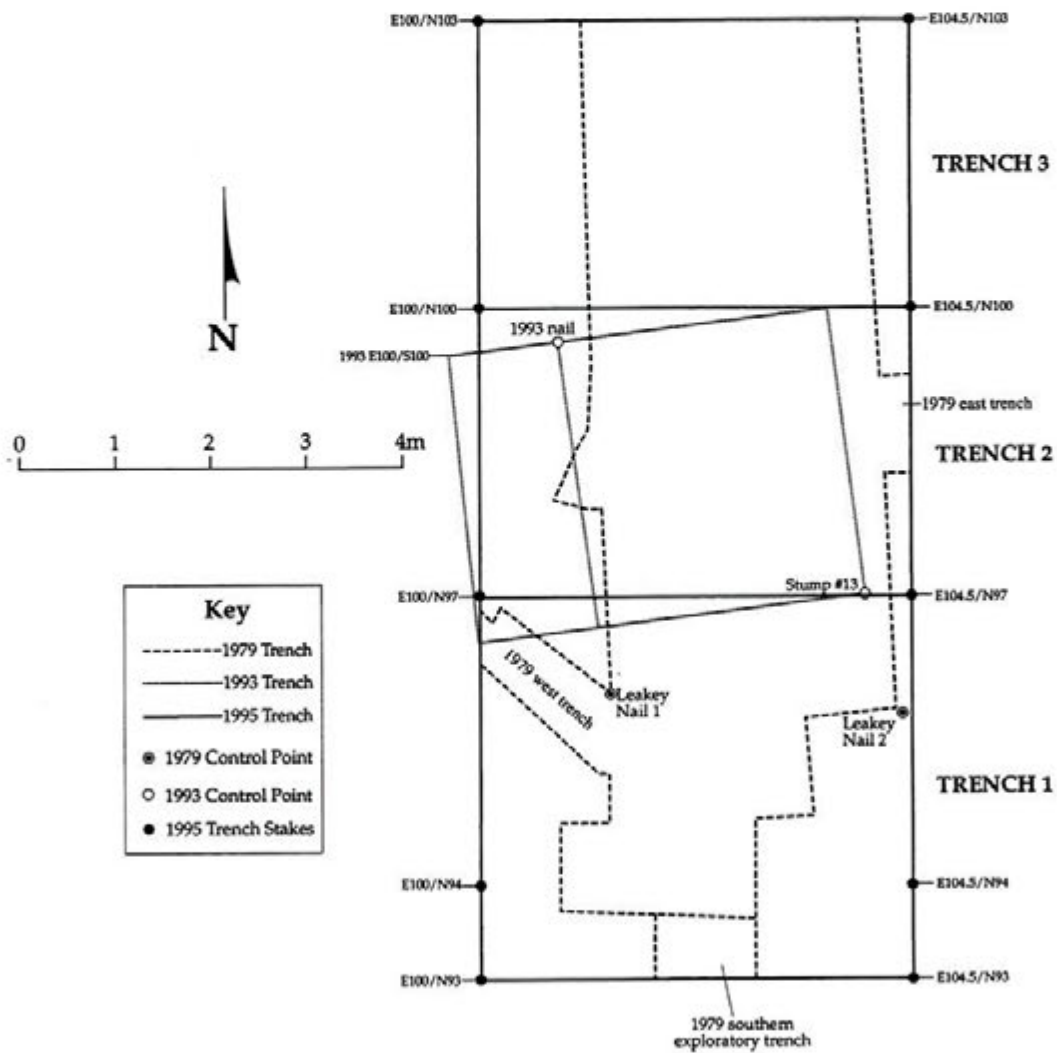 E100/N103
E104.5/N103
TRENCH 3
N
E100/N100
E104.5/N100
1993 nail
1993 E100/S100
1979 east trench
0 1 2 3 4m
TRENCH 2
Stump #13
E100/N97
E104.5/N97
1979 west trench
Leakey
Nail 1
Leakey
Nail 2
Key
1979 Trench
1993 Trench
1995 Trench
1979 Control Point
1993 Control Point
1995 Trench Stakes
TRENCH 1
E100/N94
E104.5/N94
E100/N93
E104.5/N93
1979 southern
exploratory trench